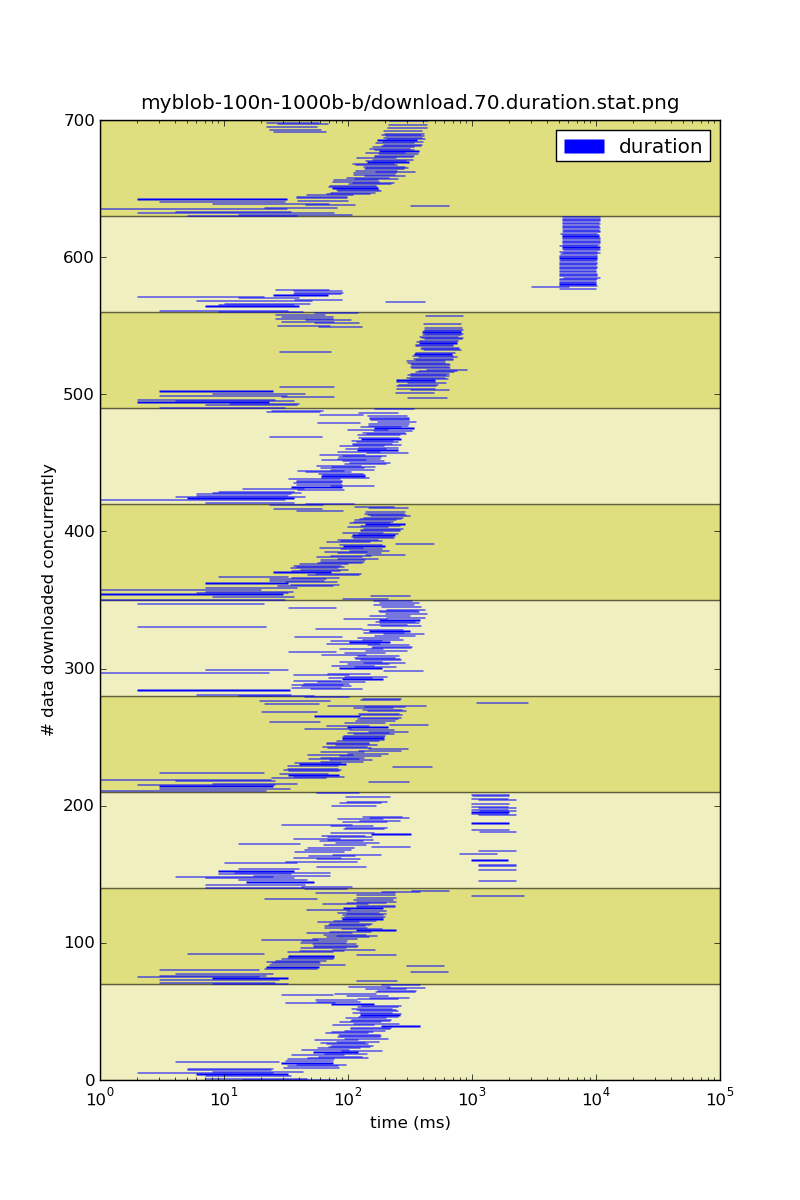 myblob-100n-1000b-b/download.70.duration.stat.png
duration
# data downloaded concurrently
700
600
500
400
300
200
100
0
10^0 10^1 10^2 10^3 10^4 10^5
time (ms)